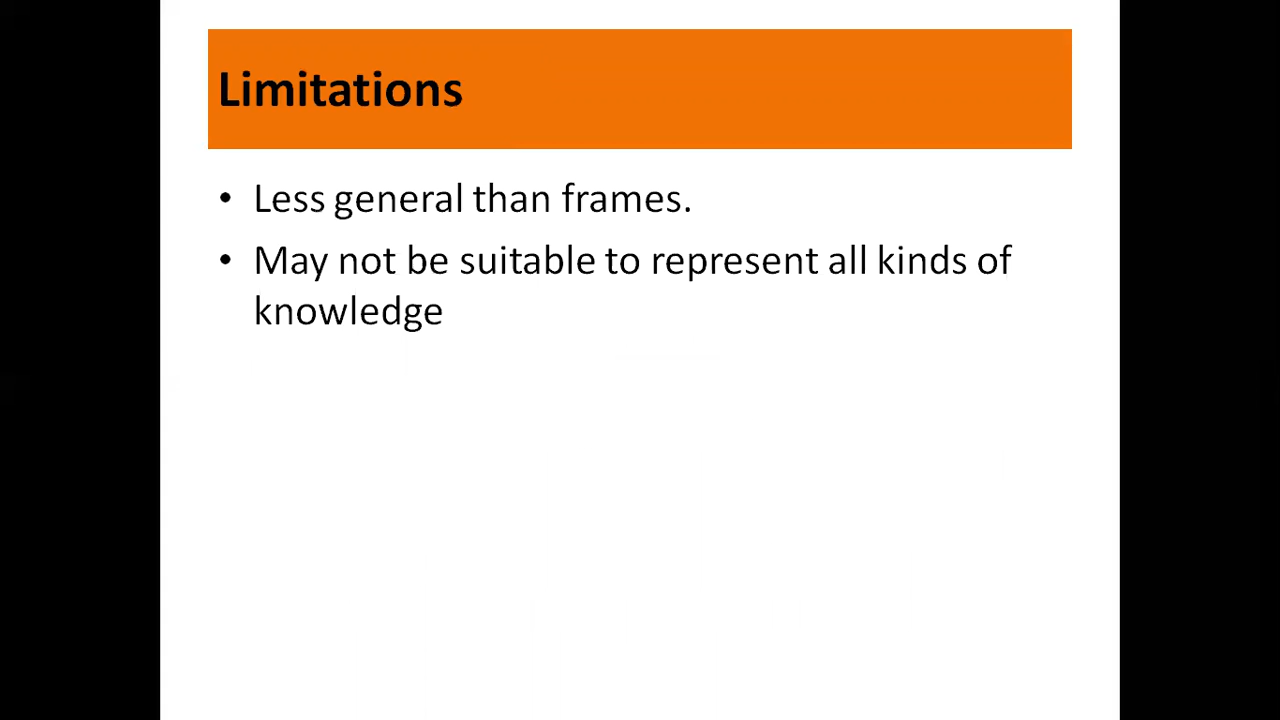 Limitations
• Less general than frames.
• May not be suitable to represent all kinds of
knowledge